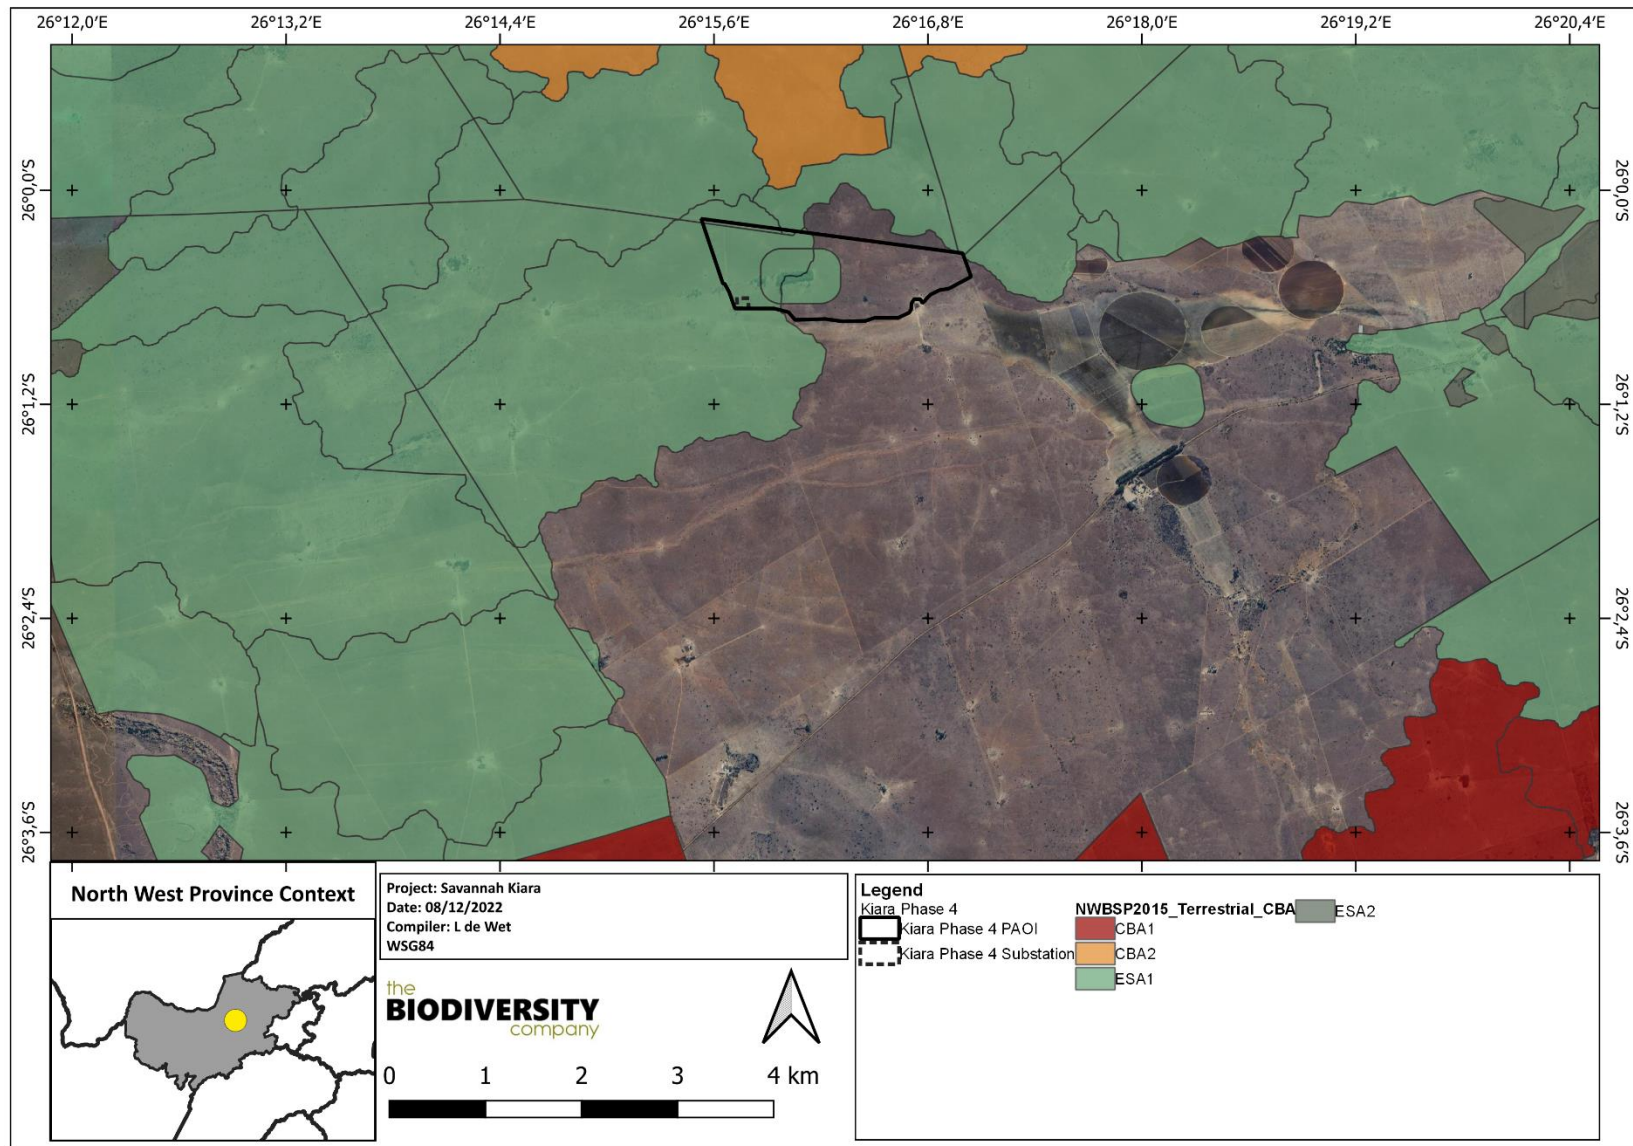 26°12,0′E 26°13,2′E 26°14,4′E 26°15,6′E 26°16,8′E 26°18,0′E 26°19,2′E 26°20,4′E
26°0,0′S 26°0,0′S
26°1,2′S 26°1,2′S
26°2,4′S 26°2,4′S
26°3,6′S 26°3,6′S
North West Province Context
Project: Savannah Kiara
Date: 08/12/2022
Compiler: L de Wet
WSG84
the
BIODIVERSITY
company
0 1 2 3 4 km
Legend
Kiara Phase 4
Kiara Phase 4 PAOI
Kiara Phase 4 Substation
NWBSP2015_Terrestrial_CBA
CBA1
CBA2
ESA1
ESA2